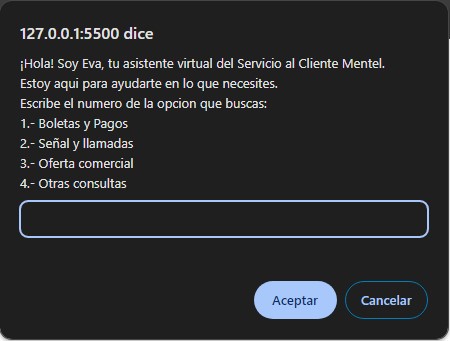 127.0.0.1:5500 dice
¡Hola! Soy Eva, tu asistente virtual del Servicio al Cliente Mentel.
Estoy aqui para ayudarte en lo que necesites.
Escribe el numero de la opcion que buscas:
1.- Boletas y Pagos
2.- Señal y llamadas
3.- Oferta comercial
4.- Otras consultas
Aceptar
Cancelar